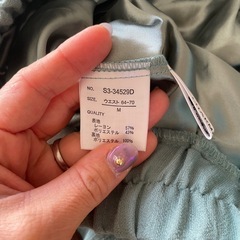 NO. S3-34529D
SIZE. ウエスト 64-70
M
QUALITY
表地
レーヨン 57%
ポリエステル 43%
裏地
ポリエステル 100%